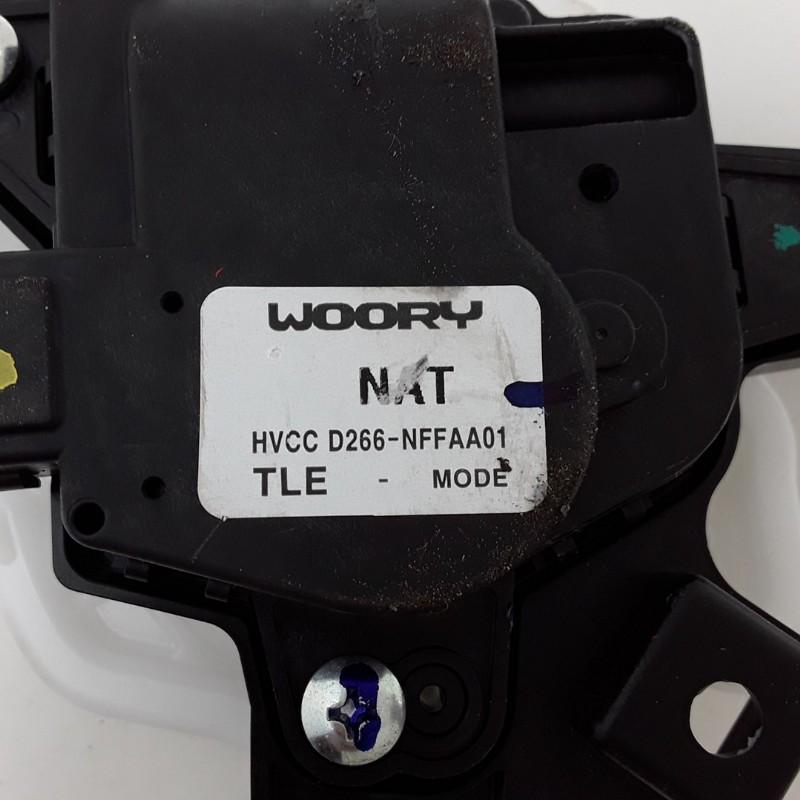 WOORY
NAT
HVCC D266-NFFAA01
TLE - MODE